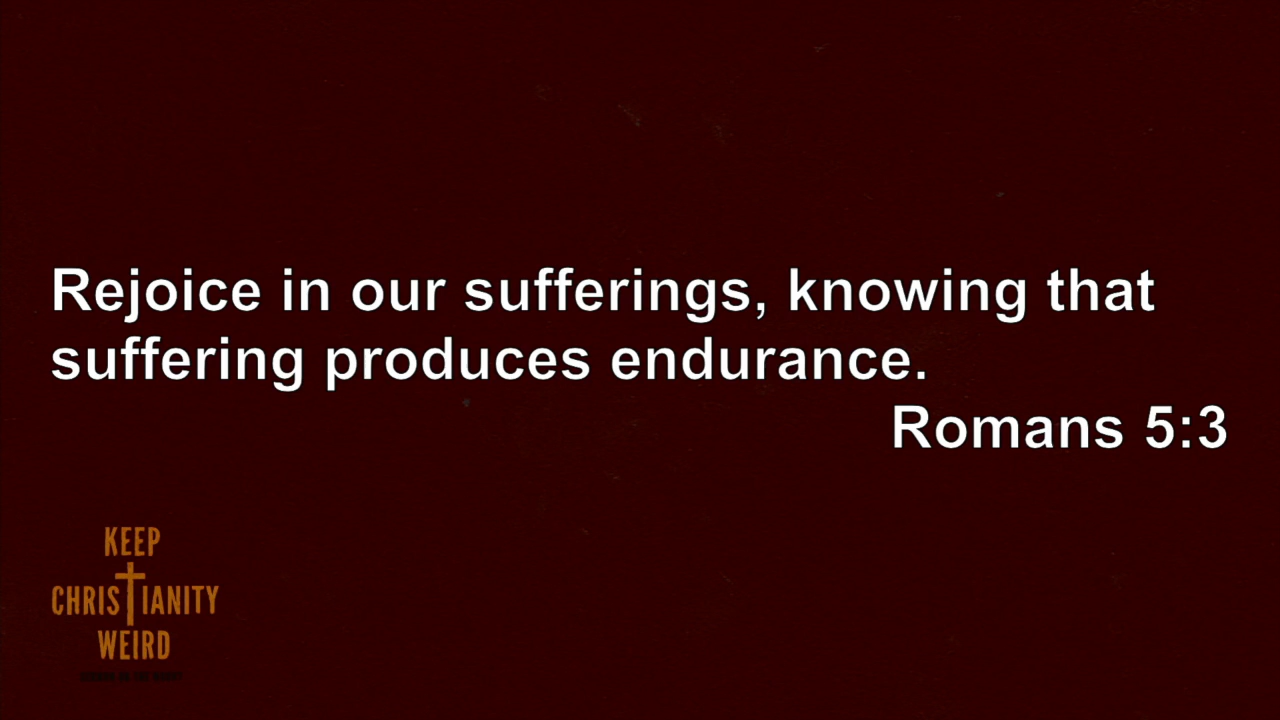 Rejoice in our sufferings, knowing that
suffering produces endurance.
Romans 5:3
KEEP
CHRISTIANITY
WEIRD